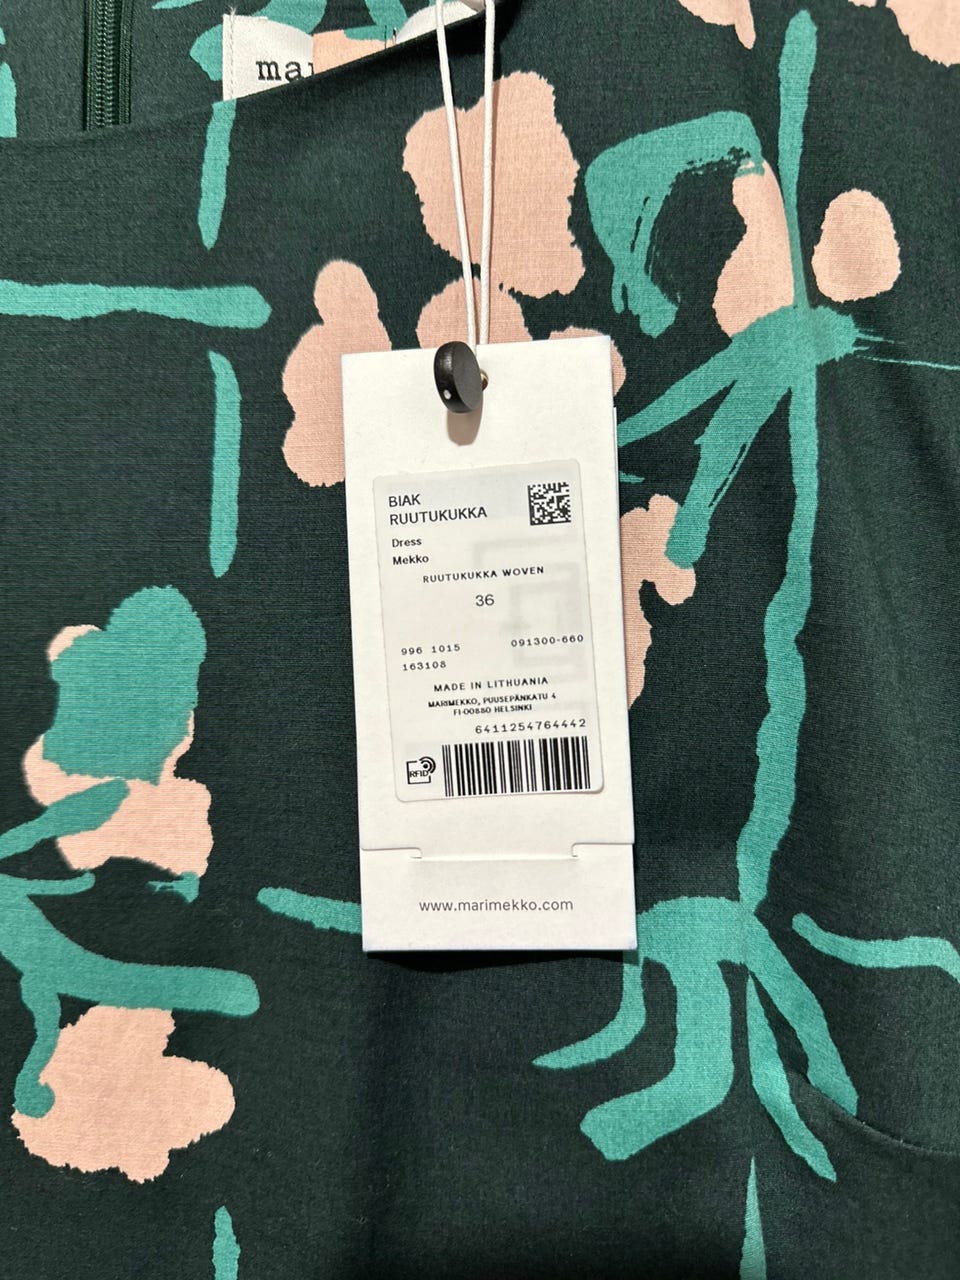 mar
BIAK
RUUTUKUKKA
Dress
Mekko
RUUTUKUKKA WOVEN
36
996 1015 091300-660
163108
MADE IN LITHUANIA
MARIMEKKO, PUUSEPÄNKATU 4
FI-00880 HELSINKI
6411254764442
RFID
www.marimekko.com